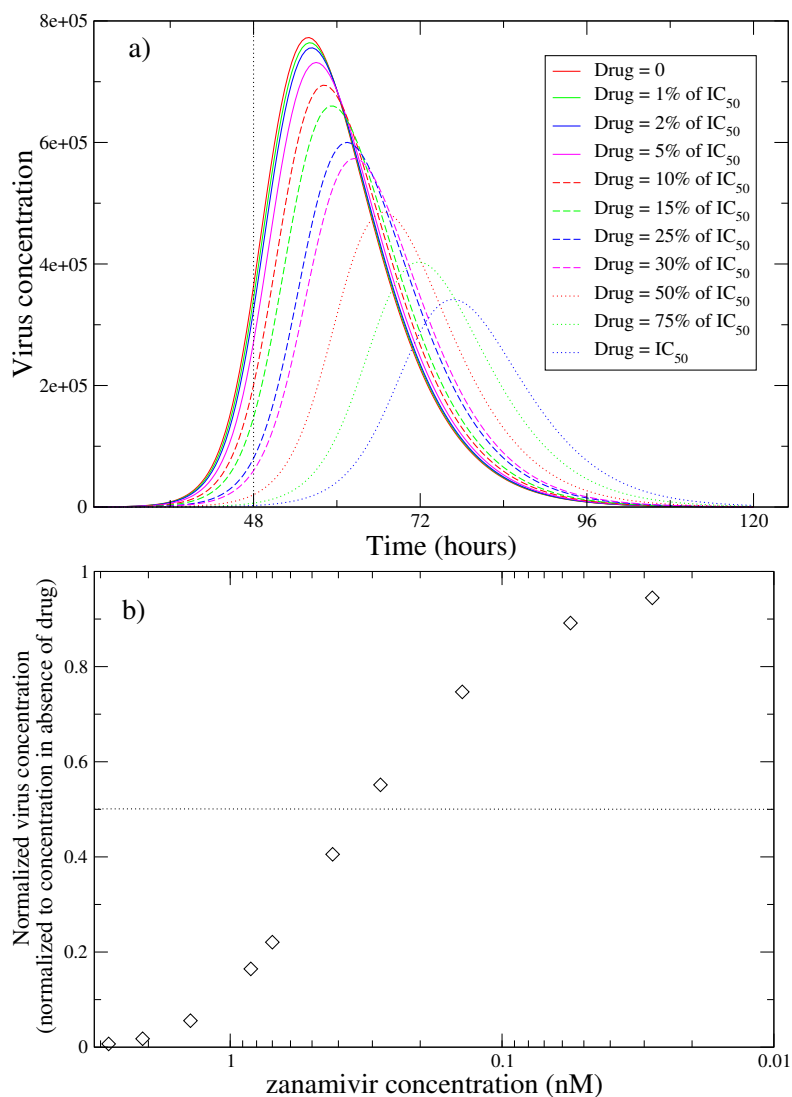 8e+05
a)
6e+05
4e+05
2e+05
0
Virus concentration
Drug = 0
Drug = 1% of IC50
Drug = 2% of IC50
Drug = 5% of IC50
Drug = 10% of IC50
Drug = 15% of IC50
Drug = 25% of IC50
Drug = 30% of IC50
Drug = 50% of IC50
Drug = 75% of IC50
Drug = IC50
48 72 96 120
Time (hours)
1
b)
0.8
0.6
0.4
0.2
0
Normalized virus concentration
(normalized to concentration in absence of drug)
1 0.1 0.01
zanamivir concentration (nM)